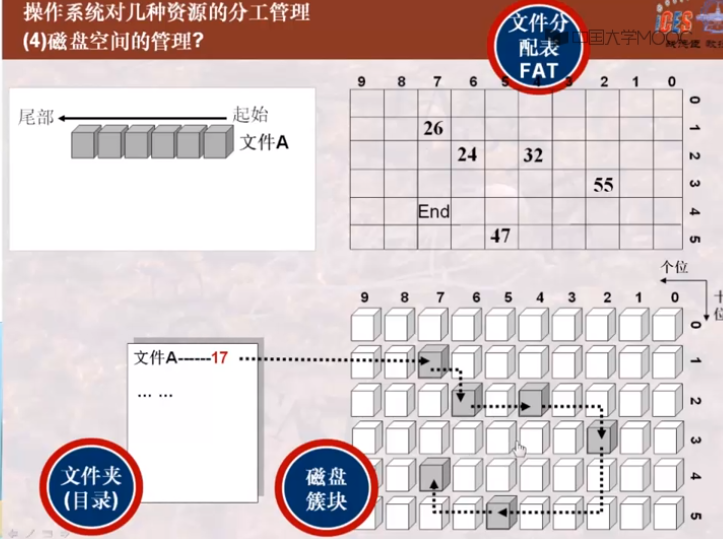 操作系统对几种资源的分工管理
(4)磁盘空间的管理?
文件分
配表
FAT
中国大学MOOC
尾部
起始
文件A
9 8 7 6 5 4 3 2 1 0
0
26
1
24 32
2
55
3
End
4
47
5
个位
十
位
9 8 7 6 5 4 3 2 1 0
0
1
2
3
4
5
文件A------17
... ...
文件夹
(目录)
磁盘
簇块